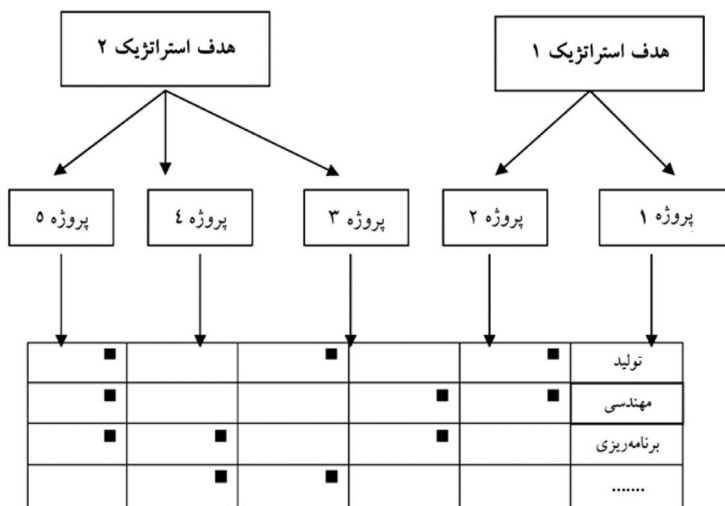 هدف استراتژیک ۱
هدف استراتژیک ۲
پروژه ۱
پروژه ۲
پروژه ۳
پروژه ٤
پروژه ٥
تولید
مهندسی
برنامه‌ریزی
.......